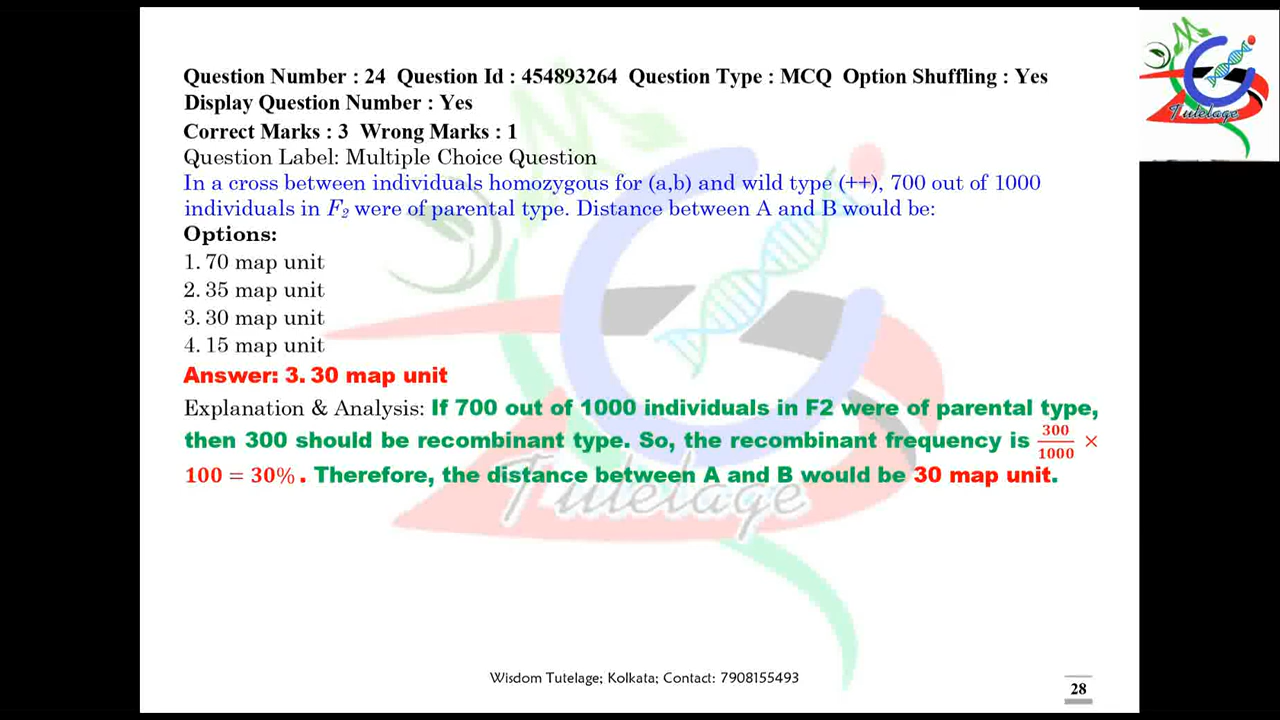 Question Number : 24 Question Id : 454893264 Question Type : MCQ Option Shuffling : Yes
Display Question Number : Yes
Correct Marks : 3 Wrong Marks : 1
Question Label: Multiple Choice Question
In a cross between individuals homozygous for (a,b) and wild type (++), 700 out of 1000
individuals in F₂ were of parental type. Distance between A and B would be:
Options:
1. 70 map unit
2. 35 map unit
3. 30 map unit
4. 15 map unit
Answer: 3. 30 map unit
Explanation & Analysis: If 700 out of 1000 individuals in F2 were of parental type,
then 300 should be recombinant type. So, the recombinant frequency is 300/1000 ×
100 = 30% . Therefore, the distance between A and B would be 30 map unit.
Tutelage
Wisdom Tutelage; Kolkata; Contact: 7908155493
28
Tutelage